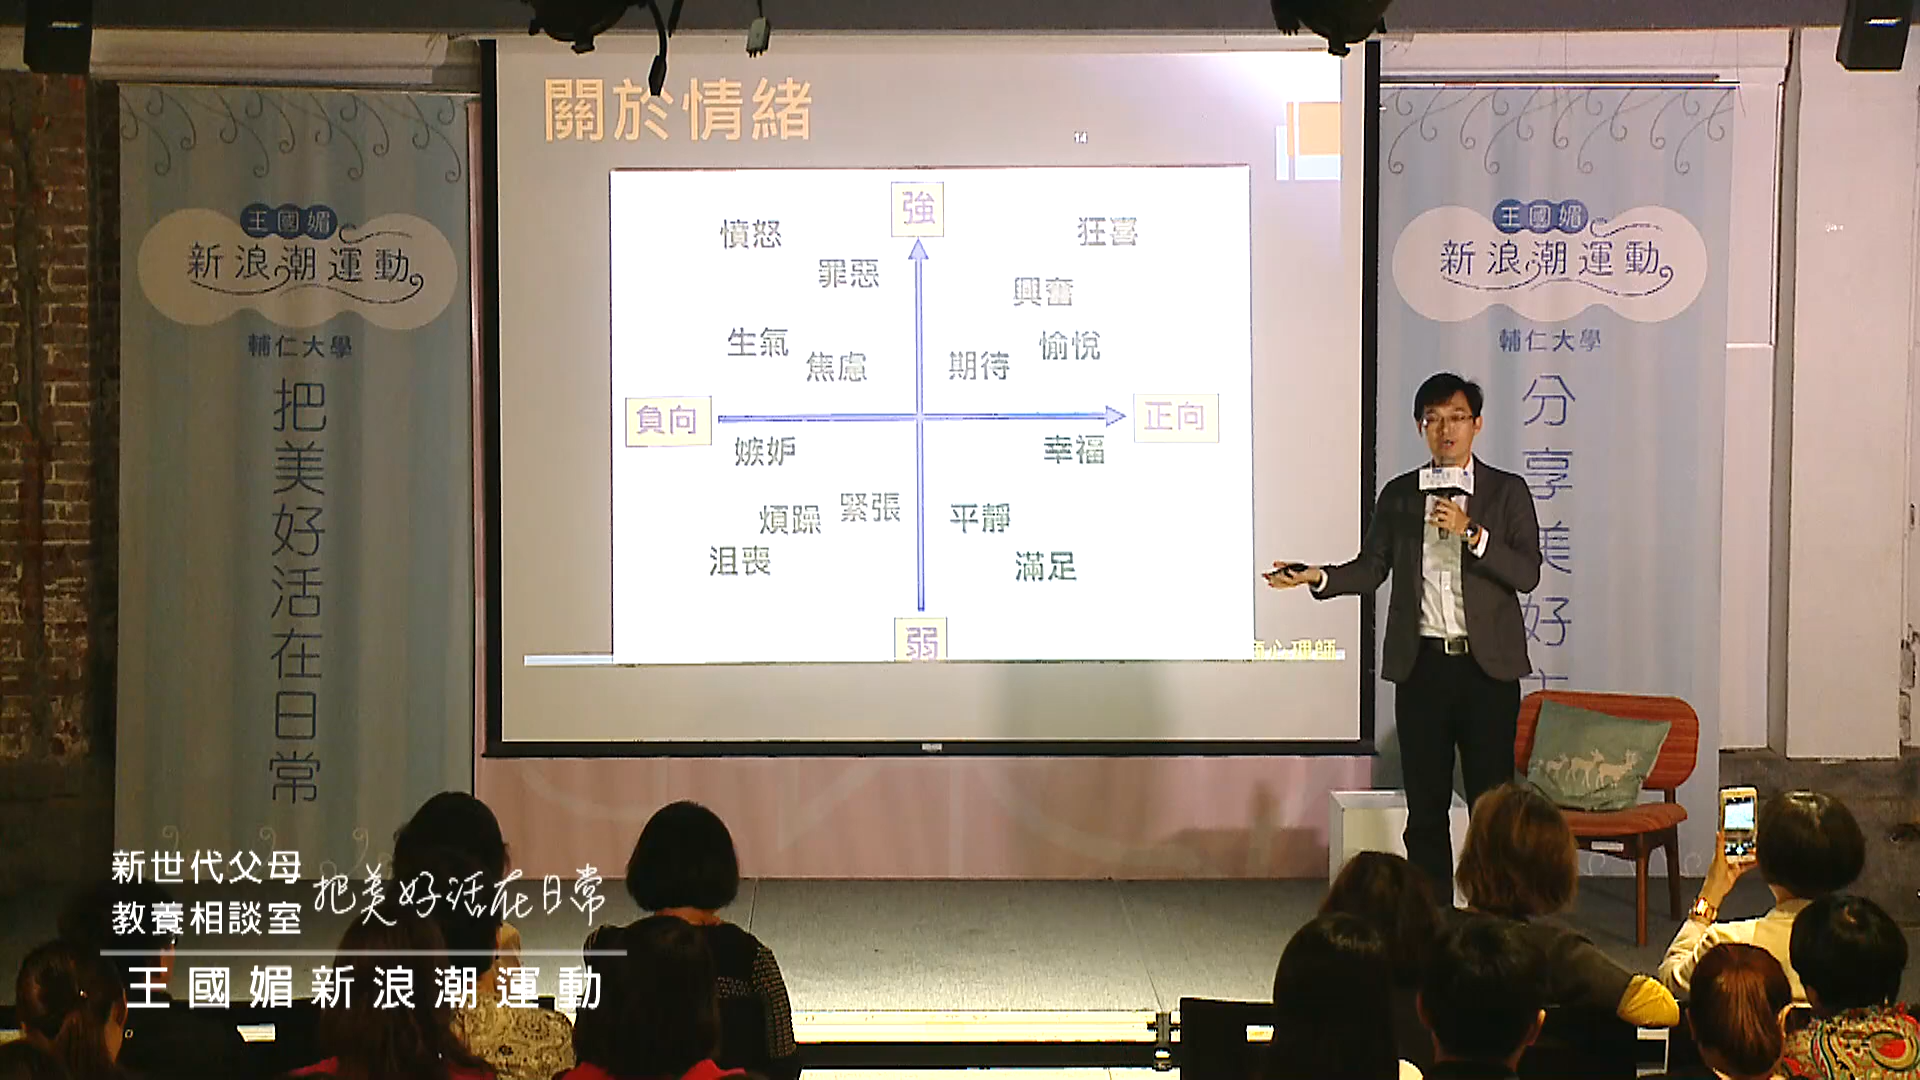 關於情緒
14
強
憤怒
狂喜
罪惡
興奮
生氣
愉悅
焦慮
期待
負向
正向
嫉妒
幸福
煩躁
緊張
平靜
沮喪
滿足
弱
心理師
王國媚
新浪潮運動
輔仁大學
把美好活在日常
王國媚
新浪潮運動
輔仁大學
分享美好
新世代父母
教養相談室
把美好活在日常
王國媚新浪潮運動